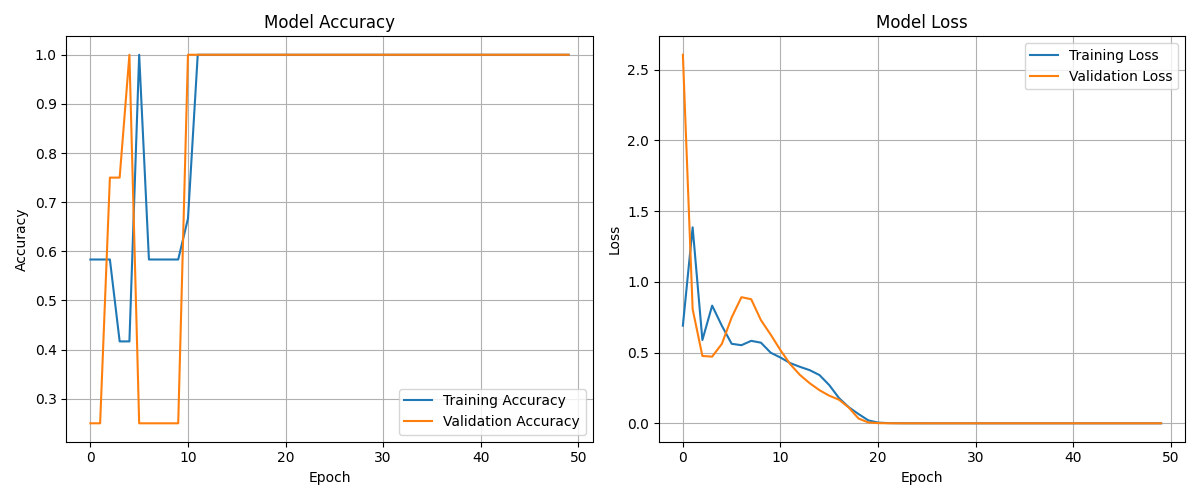 Model Accuracy
Accuracy
1.0
0.9
0.8
0.7
0.6
0.5
0.4
0.3
0 10 20 30 40 50
Epoch
Training Accuracy
Validation Accuracy
Model Loss
Loss
2.5
2.0
1.5
1.0
0.5
0.0
0 10 20 30 40 50
Epoch
Training Loss
Validation Loss